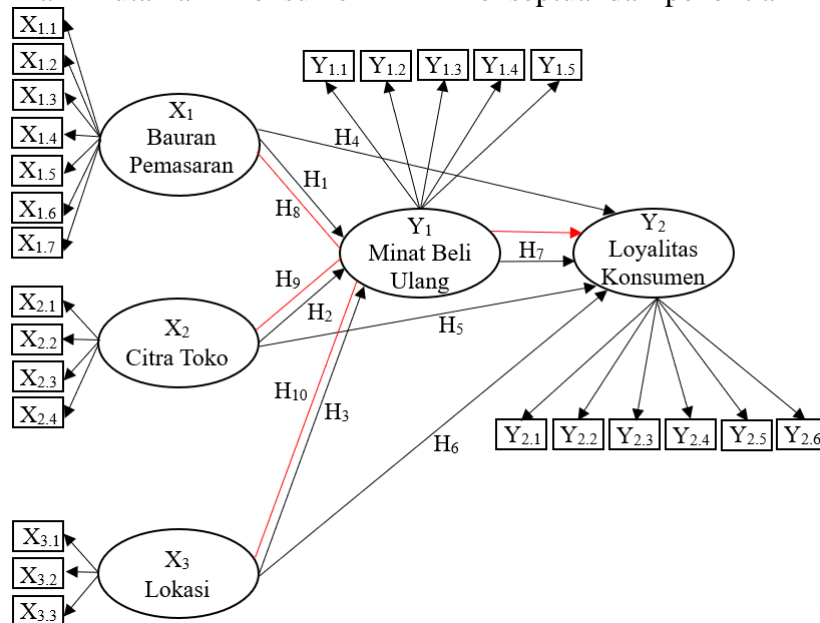 X1.1
X1.2
X1.3
X1.4
X1.5
X1.6
X1.7
X1
Bauran
Pemasaran
Y1.1
Y1.2
Y1.3
Y1.4
Y1.5
H4
H1
H8
Y1
Minat Beli
Ulang
H7
Y2
Loyalitas
Konsumen
H9
H2
H5
X2.1
X2.2
X2.3
X2.4
X2
Citra Toko
H10
H3
H6
Y2.1
Y2.2
Y2.3
Y2.4
Y2.5
Y2.6
X3.1
X3.2
X3.3
X3
Lokasi